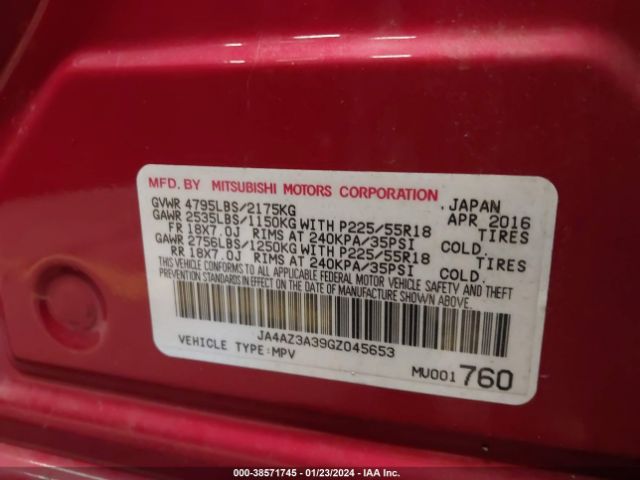 MFD. BY MITSUBISHI MOTORS CORPORATION JAPAN
GVWR 4795LBS/2175KG APR 2016
GAWR 2535LBS/1150KG WITH P225/55R18 TIRES
FR 18X7.0J RIMS AT 240KPA/35PSI COLD.
GAWR 2756LBS/1250KG WITH P225/55R18 TIRES
RR 18X7.0J RIMS AT 240KPA/35PSI COLD.
THIS VEHICLE CONFORMS TO ALL APPLICABLE FEDERAL MOTOR VEHICLE SAFETY, BUMPER, AND THEFT
PREVENTION STANDARDS IN EFFECT ON THE DATE OF MANUFACTURE SHOWN ABOVE.
JA4AZ3A39GZ045653
VEHICLE TYPE:MPV
MU001 760
000-38571745 - 01/23/2024 - IAA Inc.